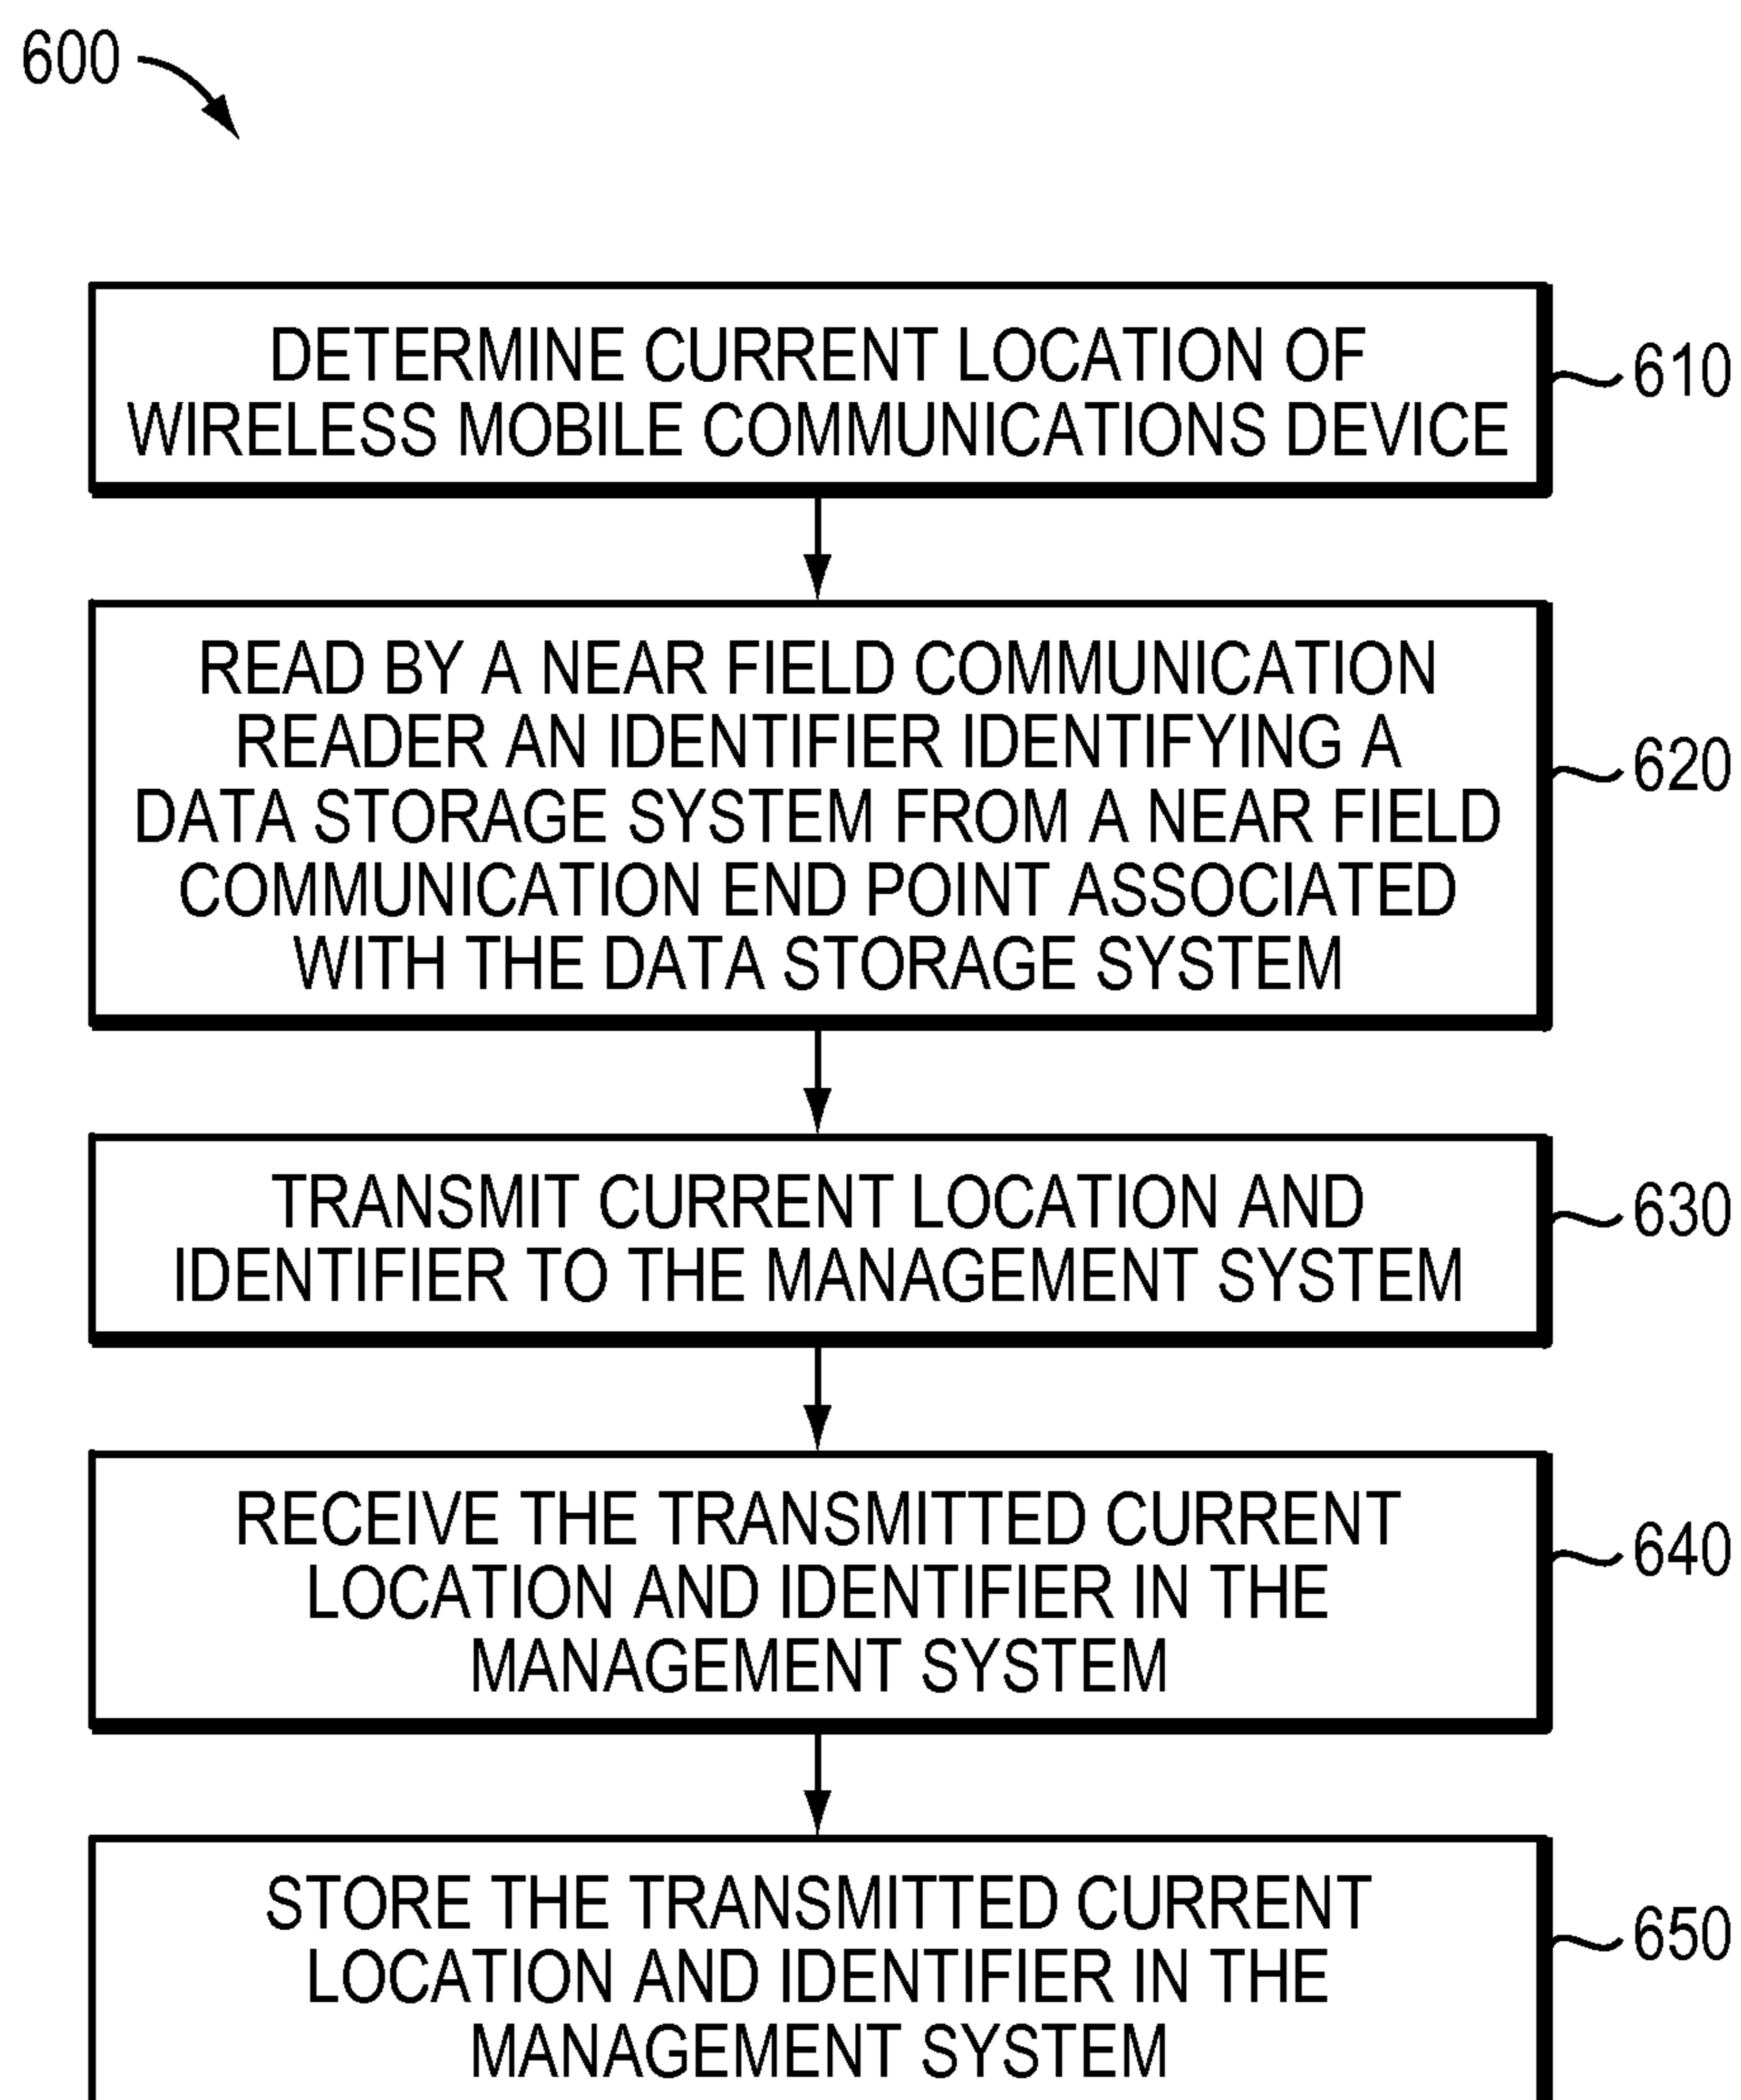 600
DETERMINE CURRENT LOCATION OF
WIRELESS MOBILE COMMUNICATIONS DEVICE
610
READ BY A NEAR FIELD COMMUNICATION
READER AN IDENTIFIER IDENTIFYING A
DATA STORAGE SYSTEM FROM A NEAR FIELD
COMMUNICATION END POINT ASSOCIATED
WITH THE DATA STORAGE SYSTEM
620
TRANSMIT CURRENT LOCATION AND
IDENTIFIER TO THE MANAGEMENT SYSTEM
630
RECEIVE THE TRANSMITTED CURRENT
LOCATION AND IDENTIFIER IN THE
MANAGEMENT SYSTEM
640
STORE THE TRANSMITTED CURRENT
LOCATION AND IDENTIFIER IN THE
MANAGEMENT SYSTEM
650